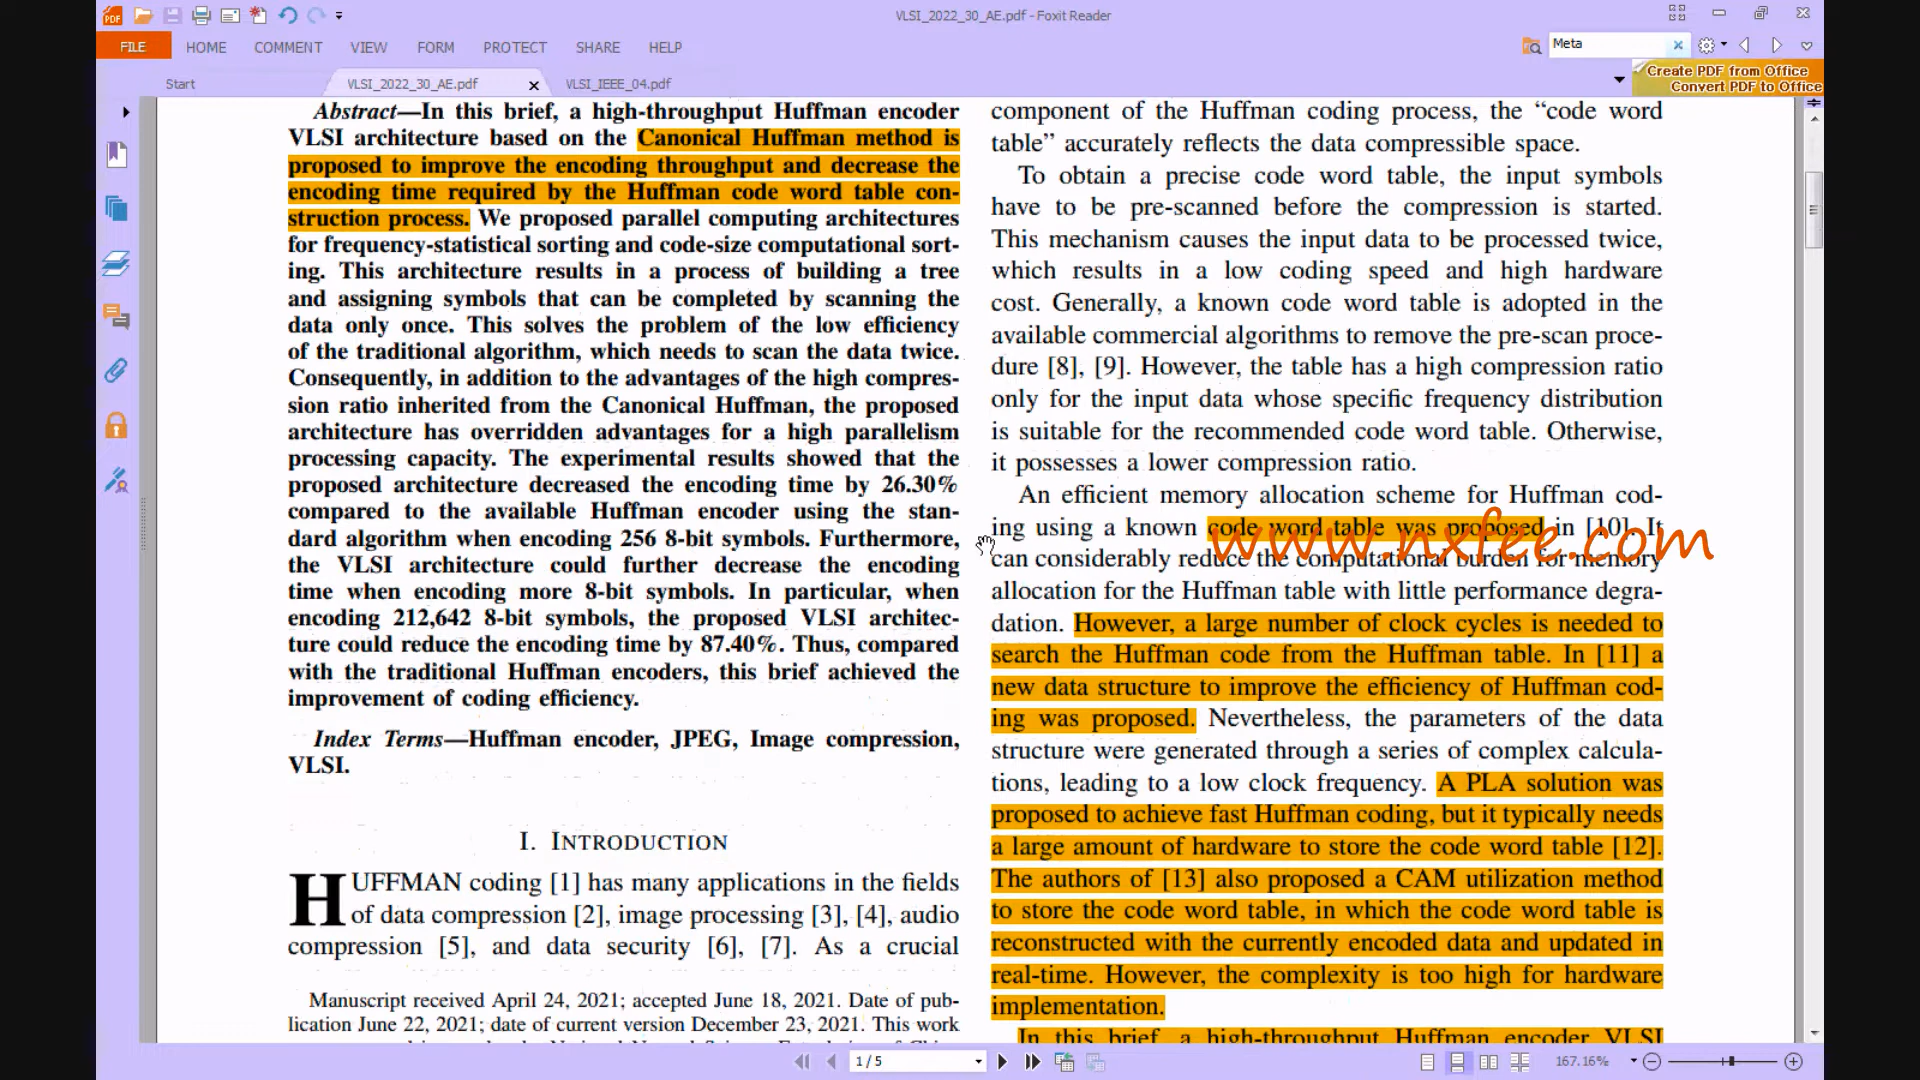 VLSI_2022_30_AE.pdf - Foxit Reader
FILE HOME COMMENT VIEW FORM PROTECT SHARE HELP
Meta
Start VLSI_2022_30_AE.pdf VLSI_IEEE_04.pdf
Create PDF from Office
Convert PDF to Office
Abstract—In this brief, a high-throughput Huffman encoder
VLSI architecture based on the Canonical Huffman method is
proposed to improve the encoding throughput and decrease the
encoding time required by the Huffman code word table con-
struction process. We proposed parallel computing architectures
for frequency-statistical sorting and code-size computational sort-
ing. This architecture results in a process of building a tree
and assigning symbols that can be completed by scanning the
data only once. This solves the problem of the low efficiency
of the traditional algorithm, which needs to scan the data twice.
Consequently, in addition to the advantages of the high compres-
sion ratio inherited from the Canonical Huffman, the proposed
architecture has overridden advantages for a high parallelism
processing capacity. The experimental results showed that the
proposed architecture decreased the encoding time by 26.30%
compared to the available Huffman encoder using the stan-
dard algorithm when encoding 256 8-bit symbols. Furthermore,
the VLSI architecture could further decrease the encoding
time when encoding more 8-bit symbols. In particular, when
encoding 212,642 8-bit symbols, the proposed VLSI architec-
ture could reduce the encoding time by 87.40%. Thus, compared
with the traditional Huffman encoders, this brief achieved the
improvement of coding efficiency.
Index Terms—Huffman encoder, JPEG, Image compression,
VLSI.
I. INTRODUCTION
HUFFMAN coding [1] has many applications in the fields
of data compression [2], image processing [3], [4], audio
compression [5], and data security [6], [7]. As a crucial
Manuscript received April 24, 2021; accepted June 18, 2021. Date of pub-
lication June 22, 2021; date of current version December 23, 2021. This work
component of the Huffman coding process, the “code word
table” accurately reflects the data compressible space.
To obtain a precise code word table, the input symbols
have to be pre-scanned before the compression is started.
This mechanism causes the input data to be processed twice,
which results in a low coding speed and high hardware
cost. Generally, a known code word table is adopted in the
available commercial algorithms to remove the pre-scan proce-
dure [8], [9]. However, the table has a high compression ratio
only for the input data whose specific frequency distribution
is suitable for the recommended code word table. Otherwise,
it possesses a lower compression ratio.
An efficient memory allocation scheme for Huffman cod-
ing using a known code word table was proposed in [10]. It
www.nxfee.com
can considerably reduce the computational burden for memory
allocation for the Huffman table with little performance degra-
dation. However, a large number of clock cycles is needed to
search the Huffman code from the Huffman table. In [11] a
new data structure to improve the efficiency of Huffman cod-
ing was proposed. Nevertheless, the parameters of the data
structure were generated through a series of complex calcula-
tions, leading to a low clock frequency. A PLA solution was
proposed to achieve fast Huffman coding, but it typically needs
a large amount of hardware to store the code word table [12].
The authors of [13] also proposed a CAM utilization method
to store the code word table, in which the code word table is
reconstructed with the currently encoded data and updated in
real-time. However, the complexity is too high for hardware
implementation.
In this brief, a high-throughput Huffman encoder VLSI
1 / 5
167.16%